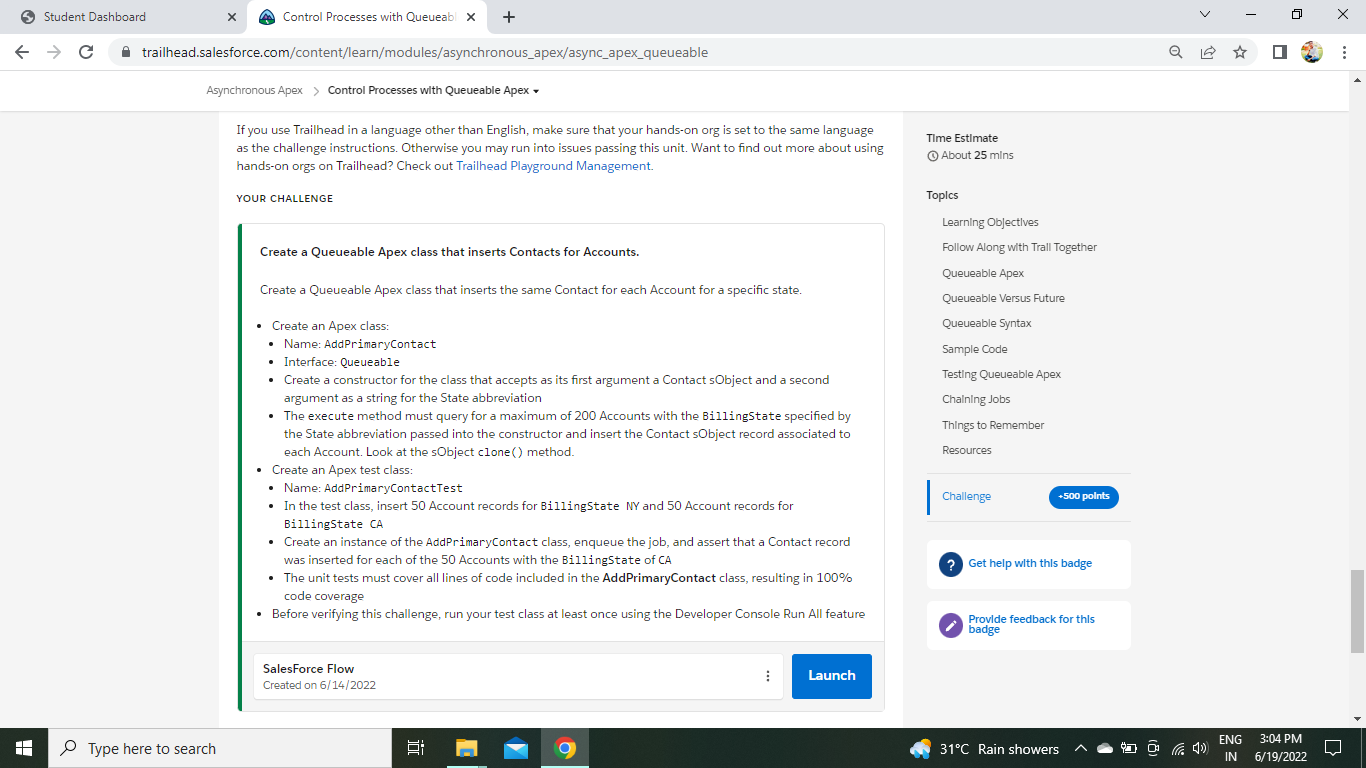 Student Dashboard
Control Processes with Queueabl
trailhead.salesforce.com/content/learn/modules/asynchronous_apex/async_apex_queueable
Asynchronous Apex
Control Processes with Queueable Apex
If you use Trailhead in a language other than English, make sure that your hands-on org is set to the same language
as the challenge instructions. Otherwise you may run into issues passing this unit. Want to find out more about using
hands-on orgs on Trailhead? Check out Trailhead Playground Management.
YOUR CHALLENGE
Create a Queueable Apex class that inserts Contacts for Accounts.
Create a Queueable Apex class that inserts the same Contact for each Account for a specific state.
• Create an Apex class:
• Name: AddPrimaryContact
• Interface: Queueable
• Create a constructor for the class that accepts as its first argument a Contact sObject and a second
argument as a string for the State abbreviation
• The execute method must query for a maximum of 200 Accounts with the BillingState specified by
the State abbreviation passed into the constructor and insert the Contact sObject record associated to
each Account. Look at the sObject clone() method.
• Create an Apex test class:
• Name: AddPrimaryContactTest
• In the test class, insert 50 Account records for BillingState NY and 50 Account records for
BillingState CA
• Create an instance of the AddPrimaryContact class, enqueue the job, and assert that a Contact record
was inserted for each of the 50 Accounts with the BillingState of CA
• The unit tests must cover all lines of code included in the AddPrimaryContact class, resulting in 100%
code coverage
• Before verifying this challenge, run your test class at least once using the Developer Console Run All feature
SalesForce Flow
Created on 6/14/2022
Launch
Time Estimate
About 25 mins
Topics
Learning Objectives
Follow Along with Trail Together
Queueable Apex
Queueable Versus Future
Queueable Syntax
Sample Code
Testing Queueable Apex
Chaining Jobs
Things to Remember
Resources
Challenge
+500 points
Get help with this badge
Provide feedback for this
badge
Type here to search
31°C Rain showers
ENG
IN
3:04 PM
6/19/2022